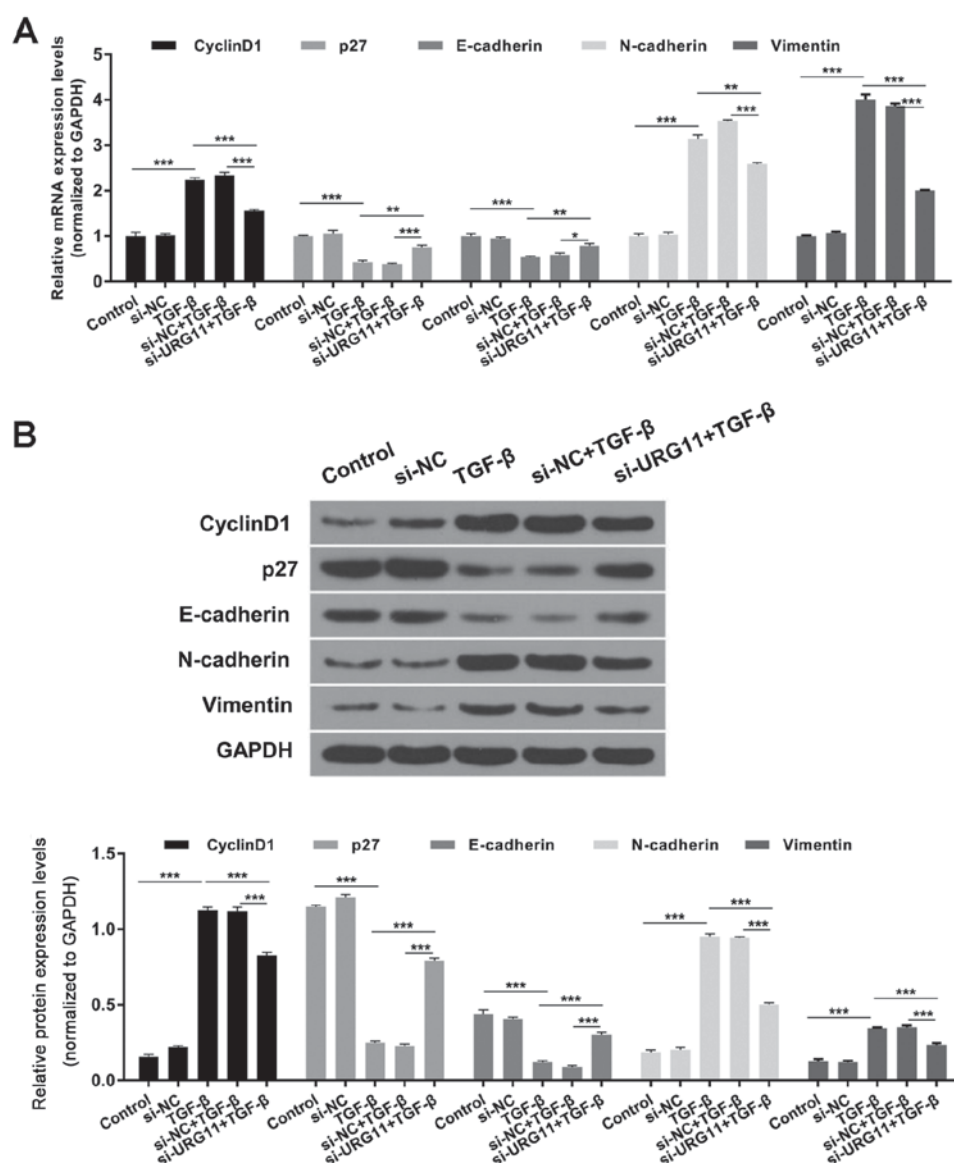 A
CyclinD1 p27 E-cadherin N-cadherin Vimentin
Relative mRNA expression levels
(normalized to GAPDH)
5
4
3
2
1
0
*** *** *** *** ** *** *** ** * *** ** *** *** *** ***
Control si-NC TGF-β si-NC+TGF-β si-URG11+TGF-β Control si-NC TGF-β si-NC+TGF-β si-URG11+TGF-β Control si-NC TGF-β si-NC+TGF-β si-URG11+TGF-β Control si-NC TGF-β si-NC+TGF-β si-URG11+TGF-β Control si-NC TGF-β si-NC+TGF-β si-URG11+TGF-β
B
Control si-NC TGF-β si-NC+TGF-β si-URG11+TGF-β
CyclinD1
p27
E-cadherin
N-cadherin
Vimentin
GAPDH
CyclinD1 p27 E-cadherin N-cadherin Vimentin
Relative protein expression levels
(normalized to GAPDH)
1.5
1.0
0.5
0.0
*** *** *** *** *** *** *** *** *** *** *** *** *** *** ***
Control si-NC TGF-β si-NC+TGF-β si-URG11+TGF-β Control si-NC TGF-β si-NC+TGF-β si-URG11+TGF-β Control si-NC TGF-β si-NC+TGF-β si-URG11+TGF-β Control si-NC TGF-β si-NC+TGF-β si-URG11+TGF-β Control si-NC TGF-β si-NC+TGF-β si-URG11+TGF-β